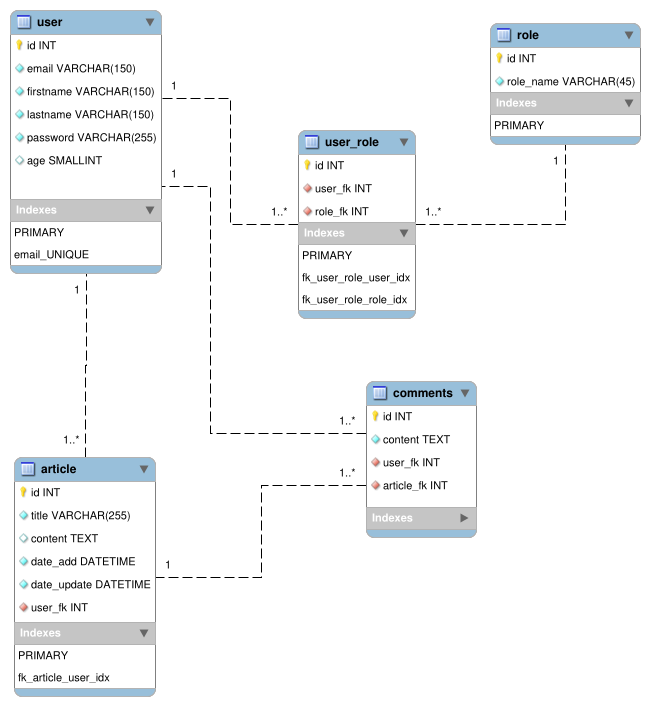 user
id INT
email VARCHAR(150)
firstname VARCHAR(150)
lastname VARCHAR(150)
password VARCHAR(255)
age SMALLINT
Indexes
PRIMARY
email_UNIQUE
1
1
1
1..*
role
id INT
role_name VARCHAR(45)
Indexes
PRIMARY
1
user_role
id INT
user_fk INT
role_fk INT
Indexes
PRIMARY
fk_user_role_user_idx
fk_user_role_role_idx
1..*
1..*
comments
id INT
content TEXT
user_fk INT
article_fk INT
Indexes
1..*
1..*
article
id INT
title VARCHAR(255)
content TEXT
date_add DATETIME
date_update DATETIME
user_fk INT
Indexes
PRIMARY
fk_article_user_idx
1